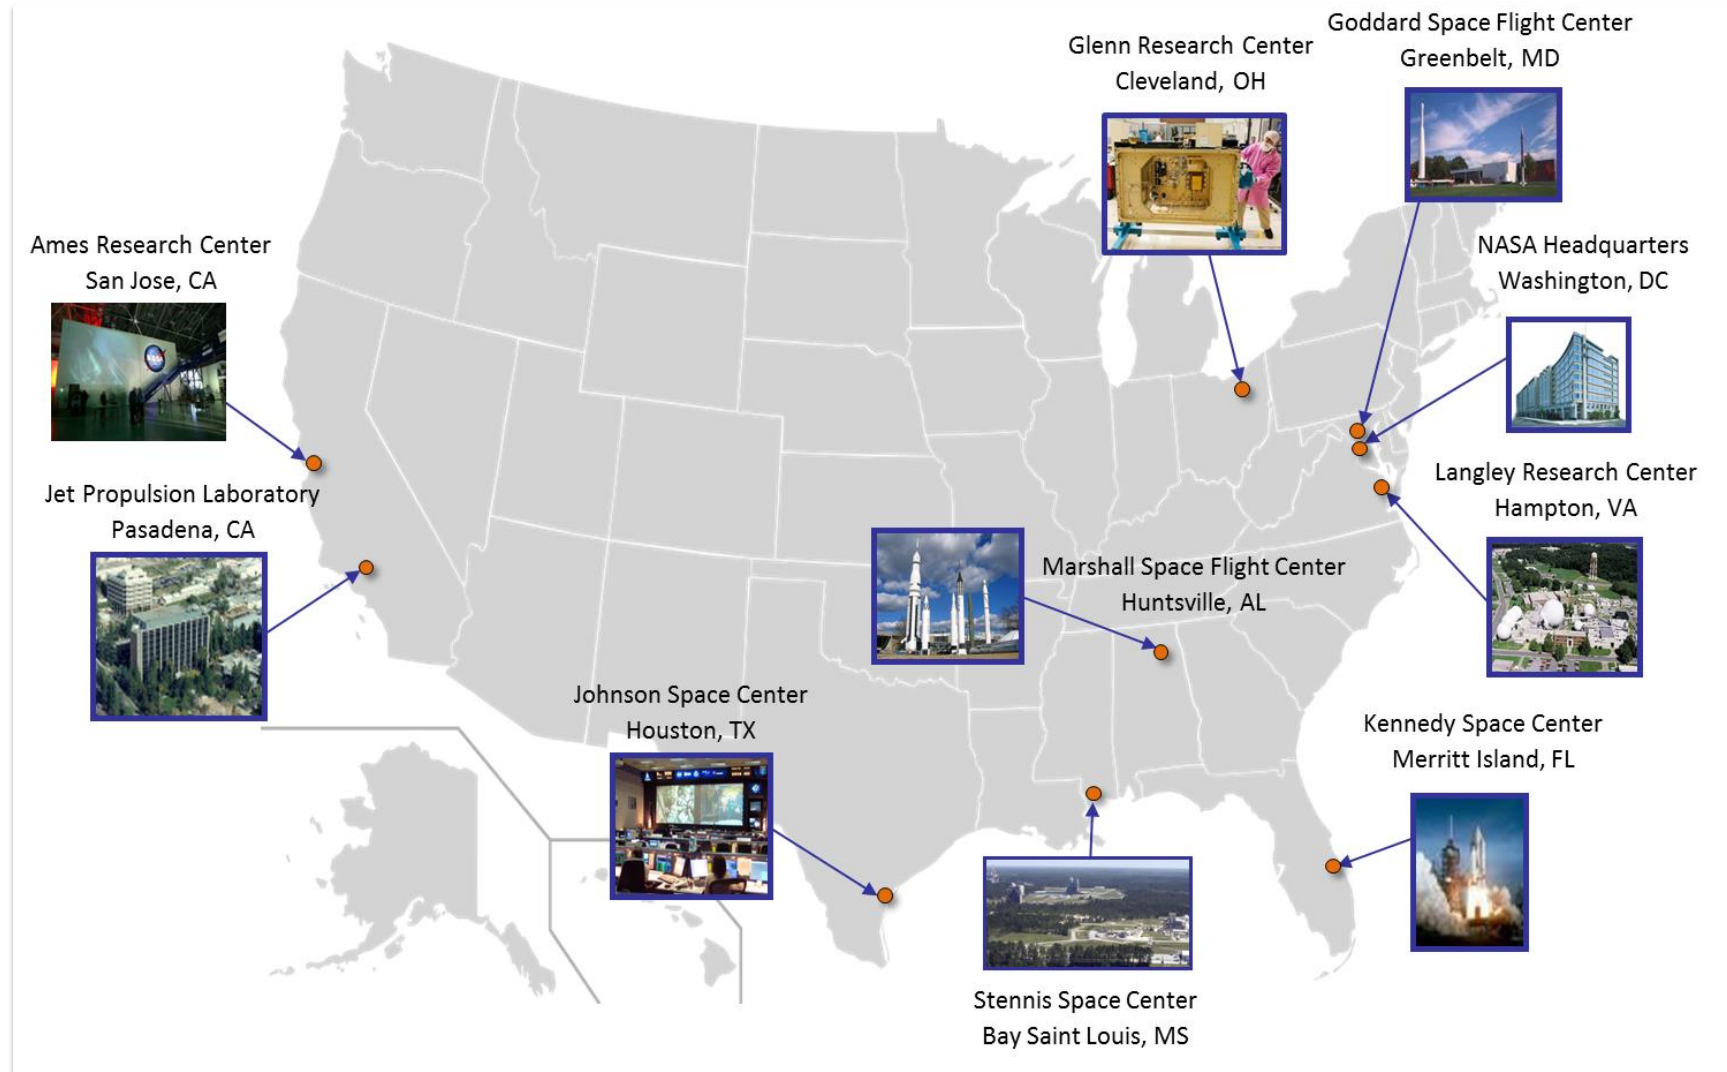 Goddard Space Flight Center
Greenbelt, MD
Glenn Research Center
Cleveland, OH
Ames Research Center
San Jose, CA
NASA Headquarters
Washington, DC
NASA
Jet Propulsion Laboratory
Pasadena, CA
Langley Research Center
Hampton, VA
Marshall Space Flight Center
Huntsville, AL
Johnson Space Center
Houston, TX
Kennedy Space Center
Merritt Island, FL
Stennis Space Center
Bay Saint Louis, MS